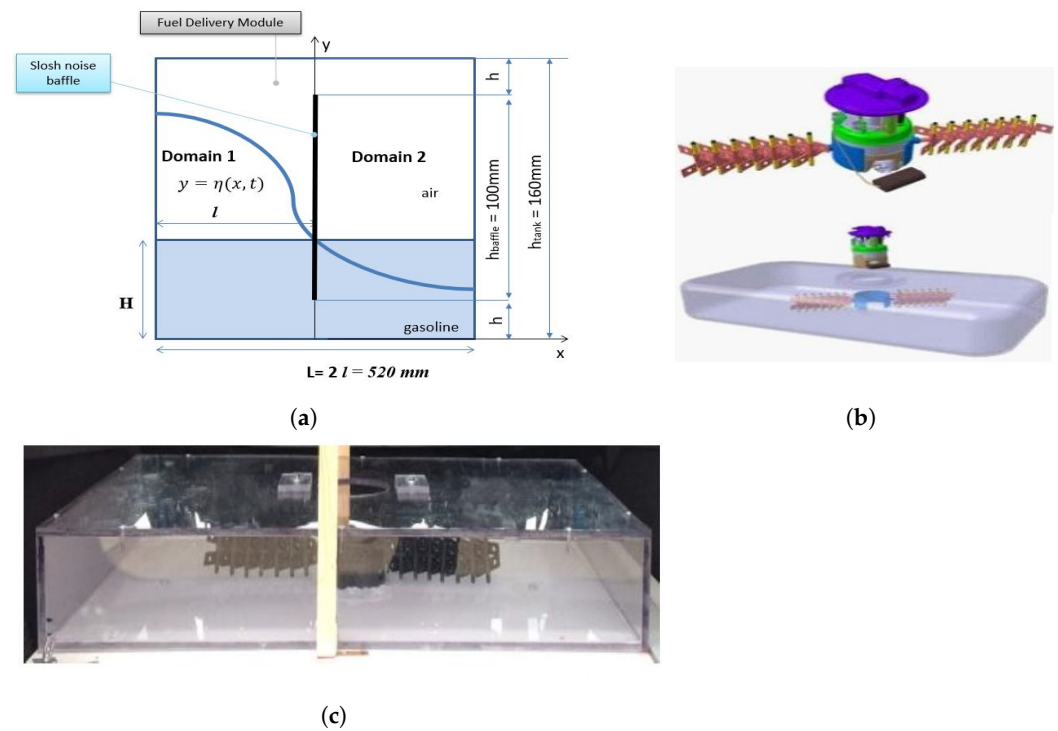 Fuel Delivery Module
Slosh noise
baffle
y
h
Domain 1
Domain 2
y = η(x, t)
air
l
hbaffle = 100mm
htank = 160mm
H
gasoline
h
x
L= 2 l = 520 mm
(a)
(b)
(c)